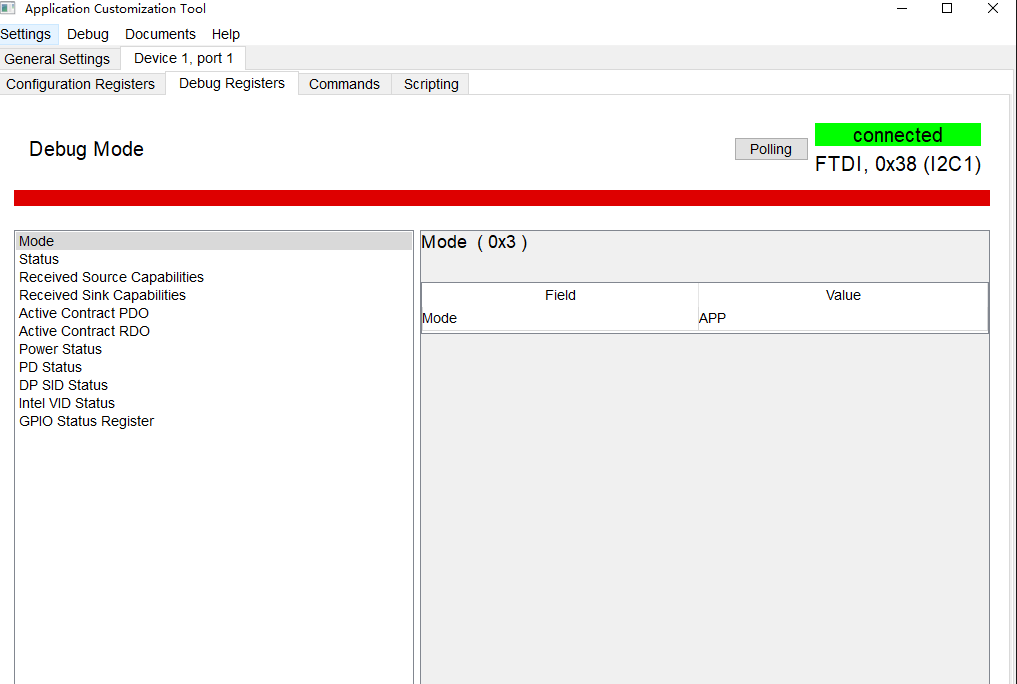 Application Customization Tool
Settings Debug Documents Help
General Settings Device 1, port 1
Configuration Registers Debug Registers Commands Scripting
connected
Debug Mode Polling
FTDI, 0x38 (I2C1)
Mode
Status
Received Source Capabilities
Received Sink Capabilities
Active Contract PDO
Active Contract RDO
Power Status
PD Status
DP SID Status
Intel VID Status
GPIO Status Register
Mode ( 0x3 )
Field Value
Mode APP